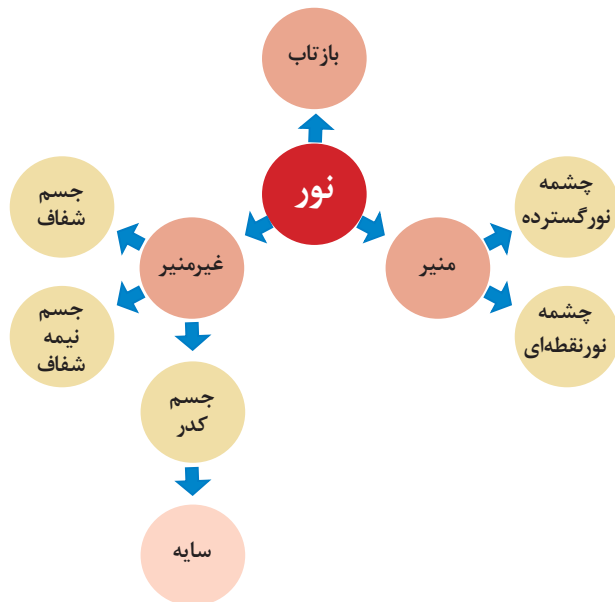 بازتاب
نور
منیر
چشمه
نورگسترده
چشمه
نورنقطه‌ای
غیرمنیر
جسم
شفاف
جسم
نیمه
شفاف
جسم
کدر
سایه